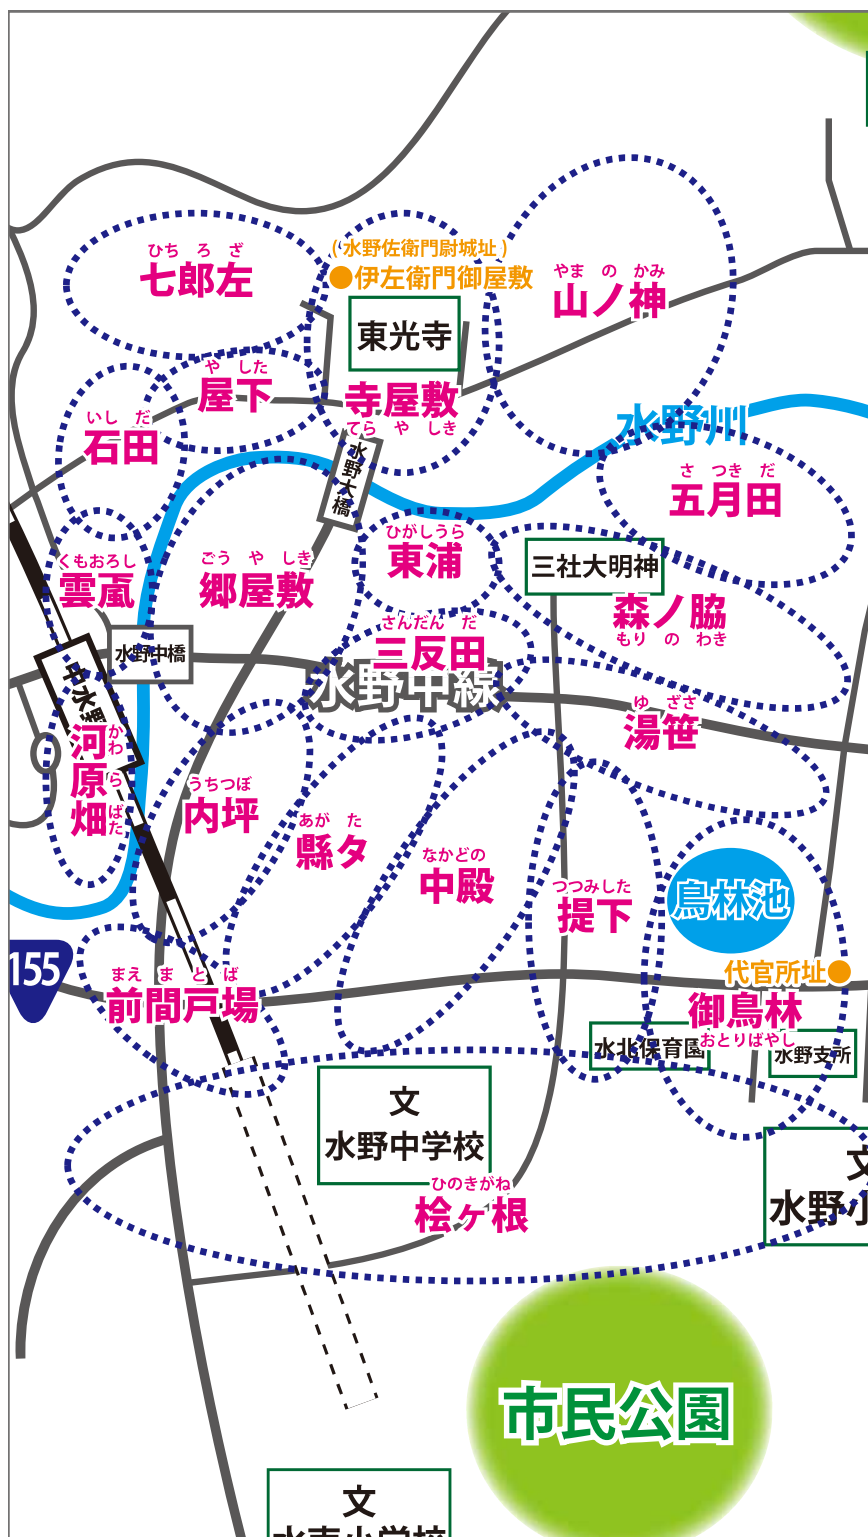 ひちろざ
七郎左
(水野佐衛門尉城址)
●伊左衛門御屋敷
やまのかみ
山ノ神
東光寺
やした
屋下
寺屋敷
てらやしき
いしだ
石田
水野川
水野大橋
さつきだ
五月田
くもおろし
ごうやしき
郷屋敷
ひがしうら
東浦
三社大明神
森ノ脇
もりのわき
さんだんだ
三反田
水野中橋
水野中線
中水野
ゆざさ
湯笹
かわらばた
河原畑
うちつぼ
内坪
あがた
縣タ
なかどの
中殿
つつみした
提下
鳥林池
155
まえまとば
前間戸場
代官所址●
御鳥林
おとりばやし
水北保育園
水野支所
文
水野中学校
ひのきがね
桧ヶ根
文
水野小
市民公園
文